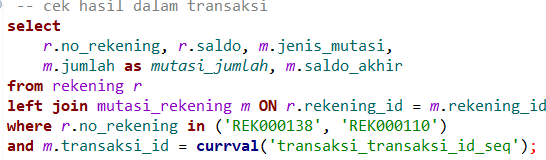 -- cek hasil dalam transaksi
select
r.no_rekening, r.saldo, m.jenis_mutasi,
m.jumlah as mutasi_jumlah, m.saldo_akhir
from rekening r
left join mutasi_rekening m ON r.rekening_id = m.rekening_id
where r.no_rekening in ('REK000138', 'REK000110')
and m.transaksi_id = currval('transaksi_transaksi_id_seq');